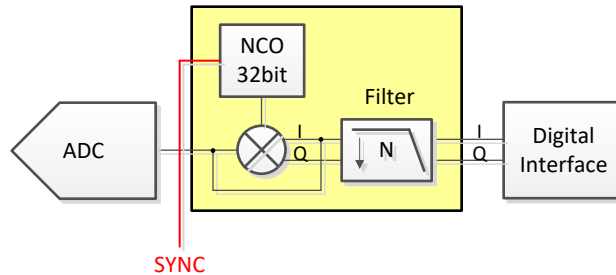 NCO
32bit
Filter
ADC
I
Q
N
I
Q
Digital
Interface
SYNC